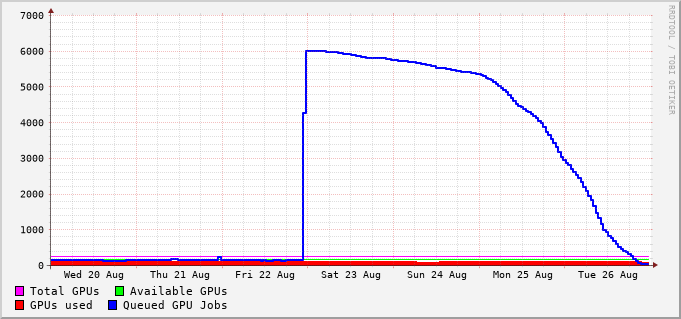 7000
6000
5000
4000
3000
2000
1000
0
Wed 20 Aug Thu 21 Aug Fri 22 Aug Sat 23 Aug Sun 24 Aug Mon 25 Aug Tue 26 Aug
Total GPUs Available GPUs
GPUs used Queued GPU Jobs
RRDTOOL / TOBI OETIKER